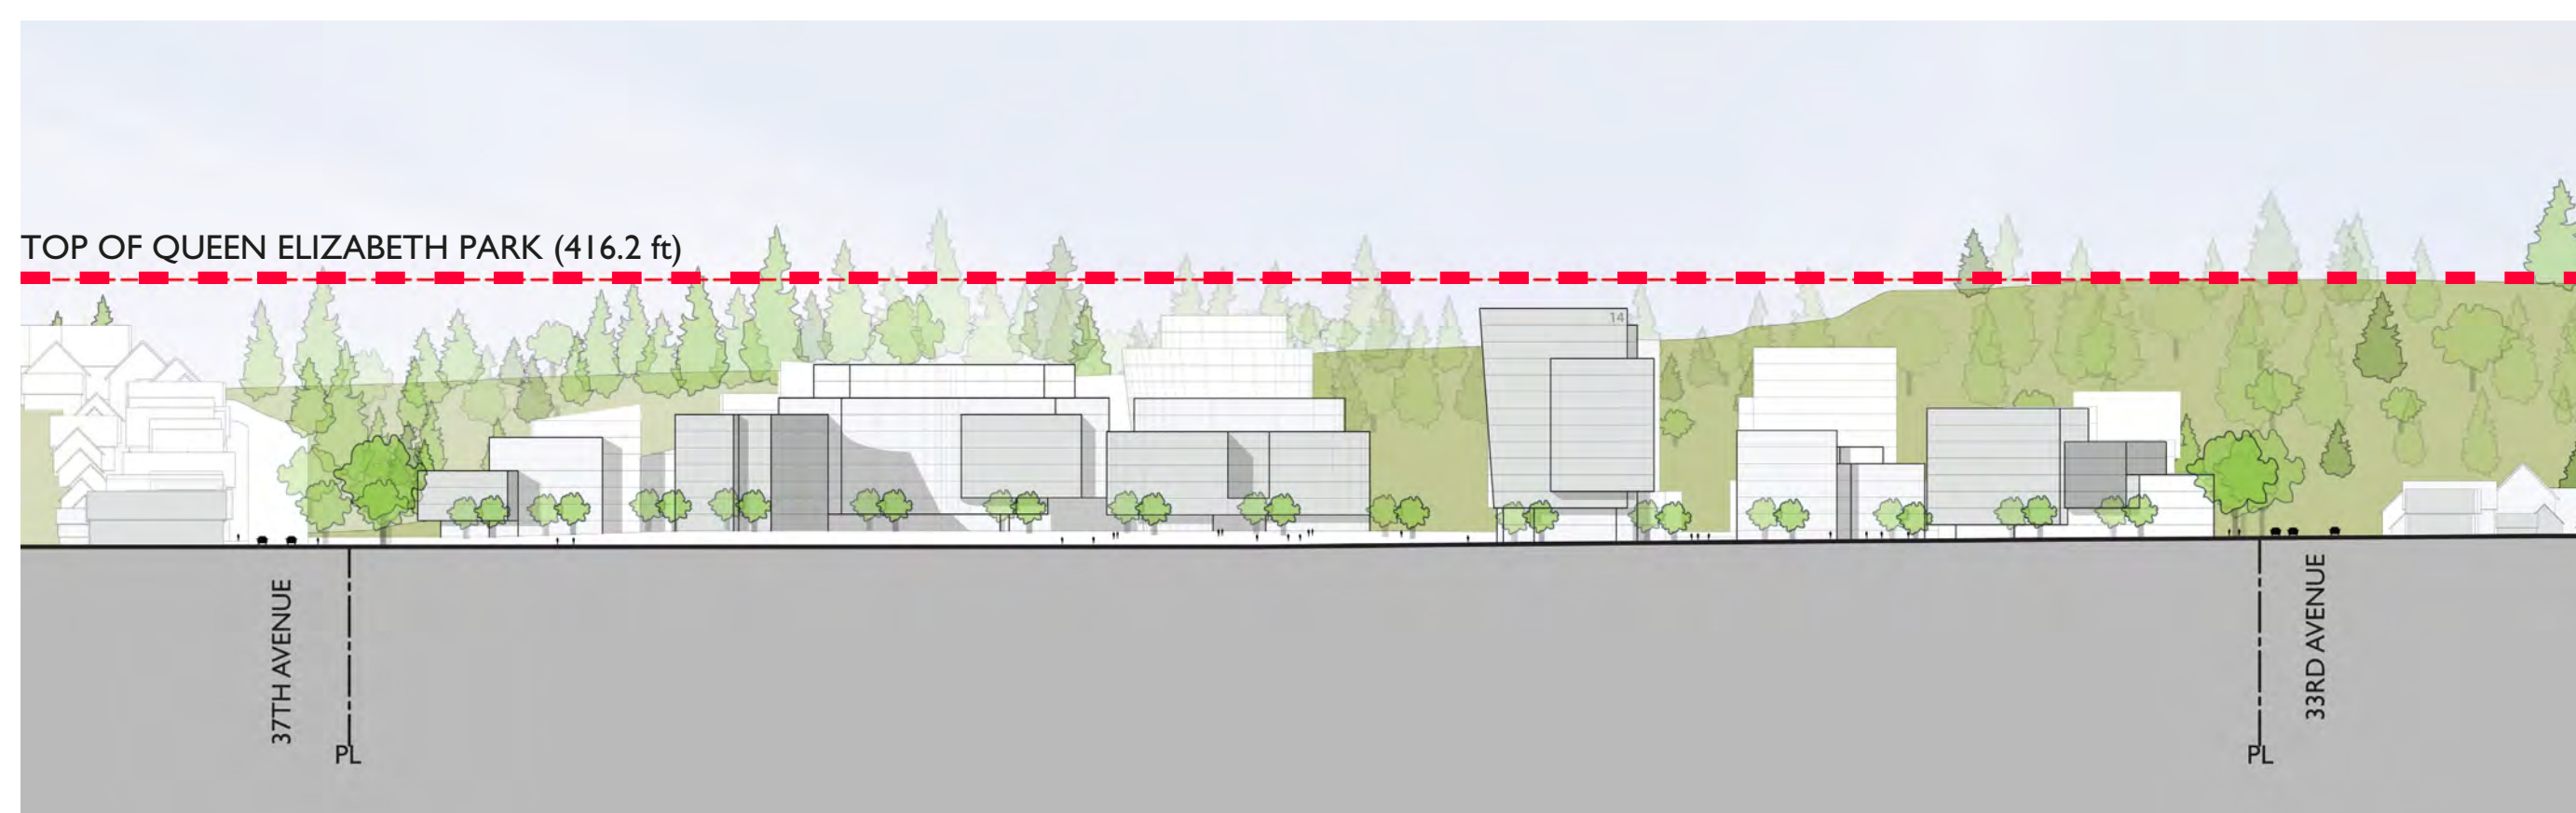 TOP OF QUEEN ELIZABETH PARK (416.2 ft)
14
37TH AVENUE
PL
PL
33RD AVENUE